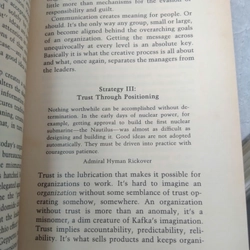 little more than mechanisms for the evasion of
responsibility and guilt.
Communication creates meaning for people. Or
should. It's the only way any group, small or large,
can become aligned behind the overarching goals
of an organization. Getting the message across
unequivocally at every level is an absolute key.
Basically it is what the creative process is all about
and what, once again, separates the managers from
the leaders.
Strategy III:
Trust Through Positioning
Nothing worthwhile can be accomplished without de-
termination. In the early days of nuclear power, for
example, getting approval to build the first nuclear
submarine—the Nautilus—was almost as difficult as
designing and building it. Good ideas are not adopted
automatically. They must be driven into practice with
courageous patience.
Admiral Hyman Rickover
Trust is the lubrication that makes it possible for
organizations to work. It's hard to imagine an
organization without some semblance of trust op-
erating somehow, somewhere. An organization
without trust is more than an anomaly, it's a
misnomer, a dim creature of Kafka's imagination.
Trust implies accountability, predictability, reli-
ability. It's what sells products and keeps organi-